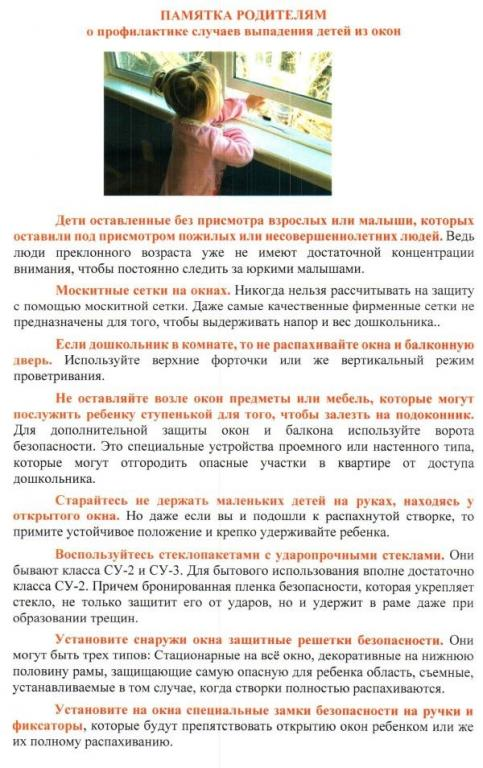 ПАМЯТКА РОДИТЕЛЯМ
о профилактике случаев выпадения детей из окон
Дети оставленные без присмотра взрослых или малыши, которых
оставили под присмотром пожилых или несовершеннолетних людей. Ведь
люди преклонного возраста уже не имеют достаточной концентрации
внимания, чтобы постоянно следить за юркими малышами.
Москитные сетки на окнах. Никогда нельзя рассчитывать на защиту
с помощью москитной сетки. Даже самые качественные фирменные сетки не
предназначены для того, чтобы выдерживать напор и вес дошкольника..
Если дошкольник в комнате, то не распахивайте окна и балконную
дверь. Используйте верхние форточки или же вертикальный режим
проветривания.
Не оставляйте возле окон предметы или мебель, которые могут
послужить ребенку ступенькой для того, чтобы залезть на подоконник.
Для дополнительной защиты окон и балкона используйте ворота
безопасности. Это специальные устройства проемного или настенного типа,
которые могут отгородить опасные участки в квартире от доступа
дошкольника.
Старайтесь не держать маленьких детей на руках, находясь у
открытого окна. Но даже если вы и подошли к распахнутой створке, то
примите устойчивое положение и крепко удерживайте ребенка.
Воспользуйтесь стеклопакетами с ударопрочными стеклами. Они
бывают класса СУ-2 и СУ-3. Для бытового использования вполне достаточно
класса СУ-2. Причем бронированная пленка безопасности, которая укрепляет
стекло, не только защитит его от ударов, но и удержит в раме даже при
образовании трещин.
Установите снаружи окна защитные решетки безопасности. Они
могут быть трех типов: Стационарные на всё окно, декоративные на нижнюю
половину рамы, защищающие самую опасную для ребенка область, съемные,
устанавливаемые в том случае, когда створки полностью распахиваются.
Установите на окна специальные замки безопасности на ручки и
фиксаторы, которые будут препятствовать открытию окон ребенком или же
их полному распахиванию.